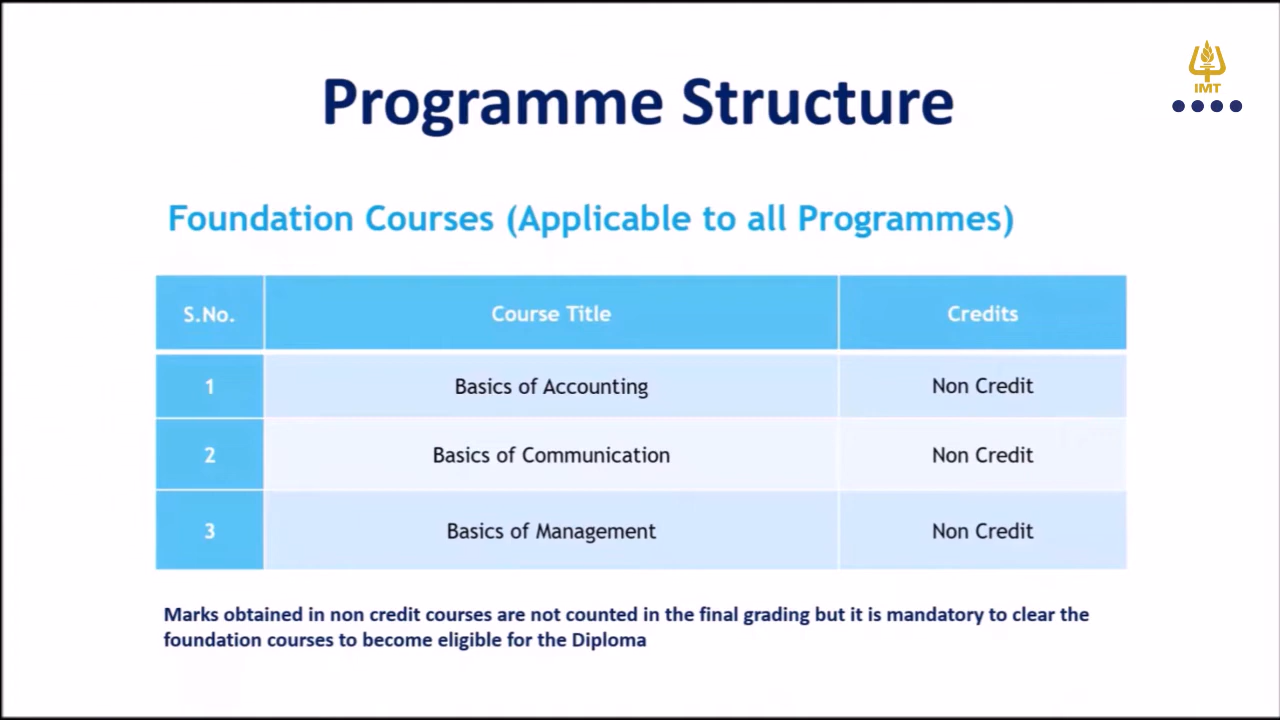 Programme Structure
IMT
Foundation Courses (Applicable to all Programmes)
S.No. Course Title Credits
1 Basics of Accounting Non Credit
2 Basics of Communication Non Credit
3 Basics of Management Non Credit
Marks obtained in non credit courses are not counted in the final grading but it is mandatory to clear the
foundation courses to become eligible for the Diploma